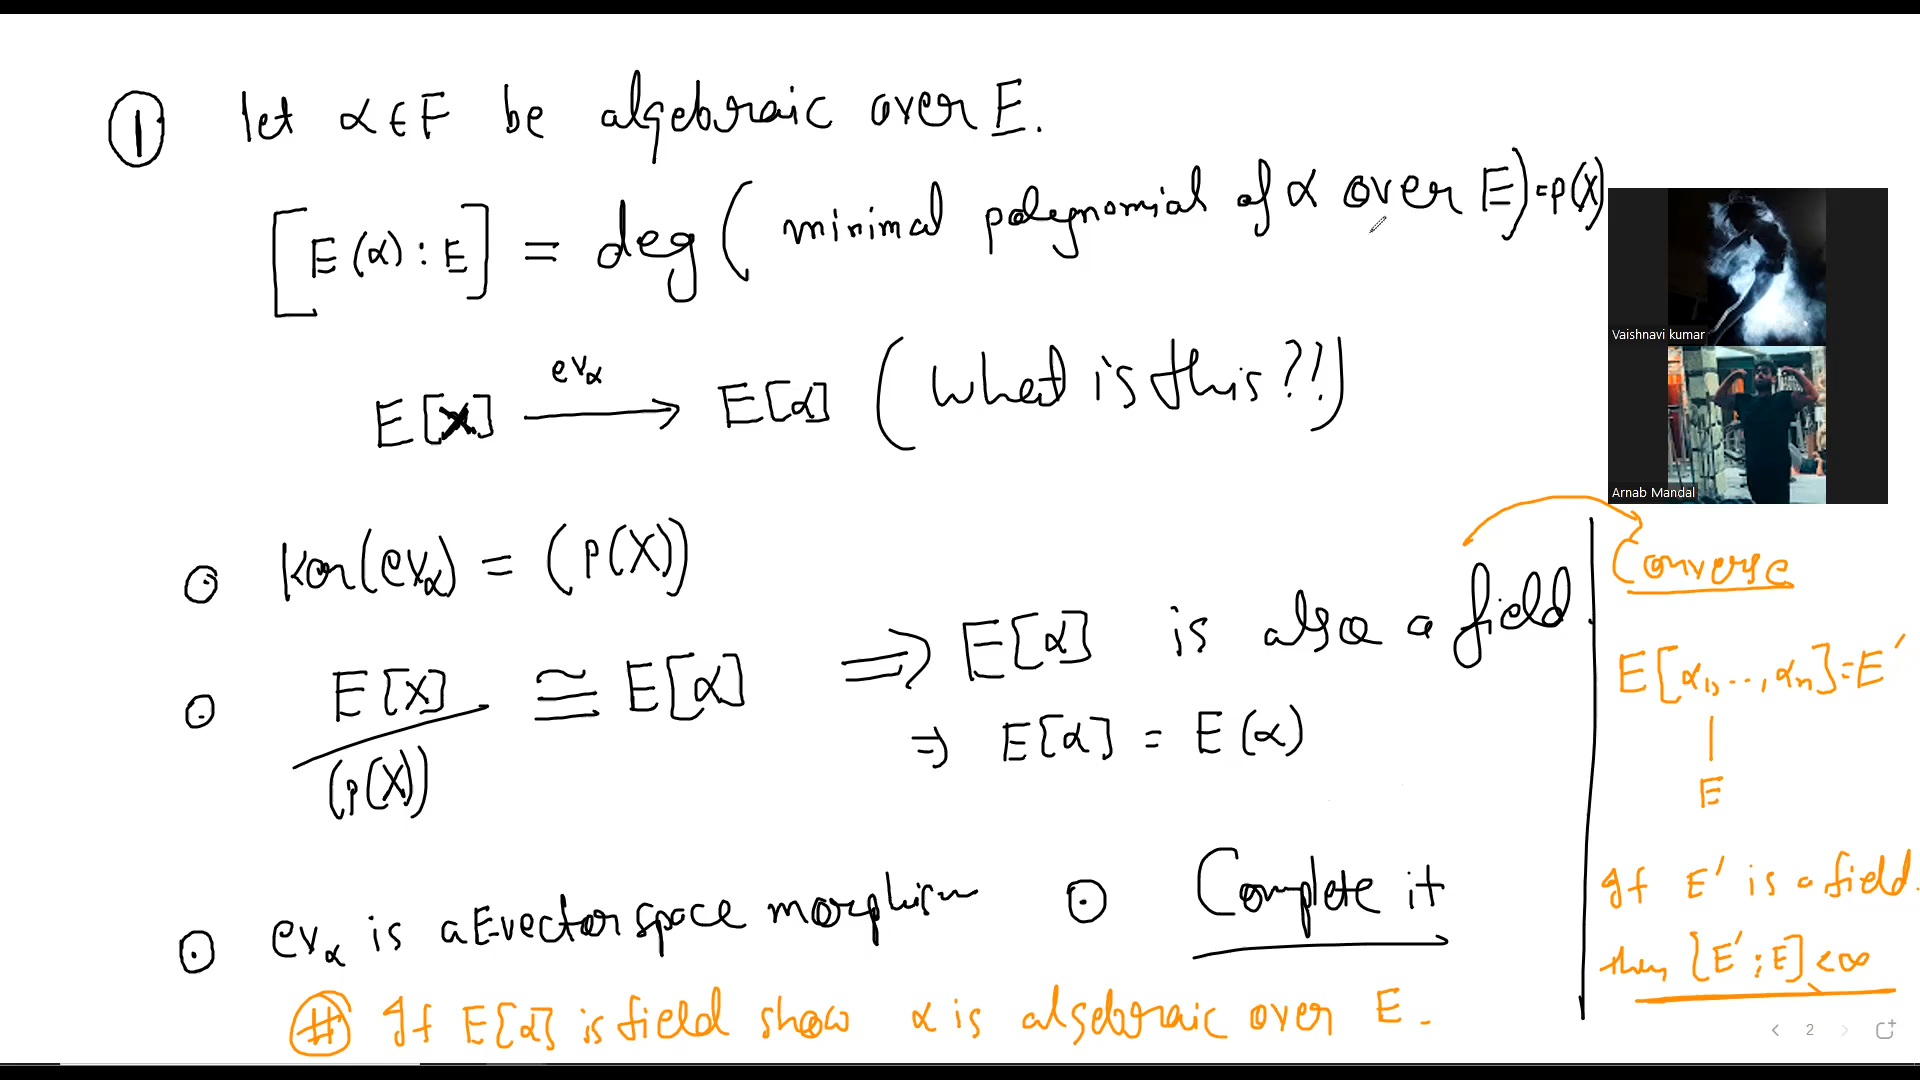 ① let α ∈ F be algebraic over E.
[E(α) : E] = deg ( minimal polynomial of α over E) = p(X)
E[X] —ev_α→ E[α] (What is this ?!)
Vaishnavi kumar
Arnab Mandal
⊙ Ker(ev_α) = (p(X))
⊙ E[X]/(p(X)) ≅ E[α] ⟹ E[α] is also a field.
⇒ E[α] = E(α)
⊙ ev_α is a E-vector space morphism ⊙ Complete it
# If E[α] is field show α is algebraic over E.
Converse
E[α₁,..., αₙ] = E'
|
E
If E' is a field.
then [E' : E] < ∞
2